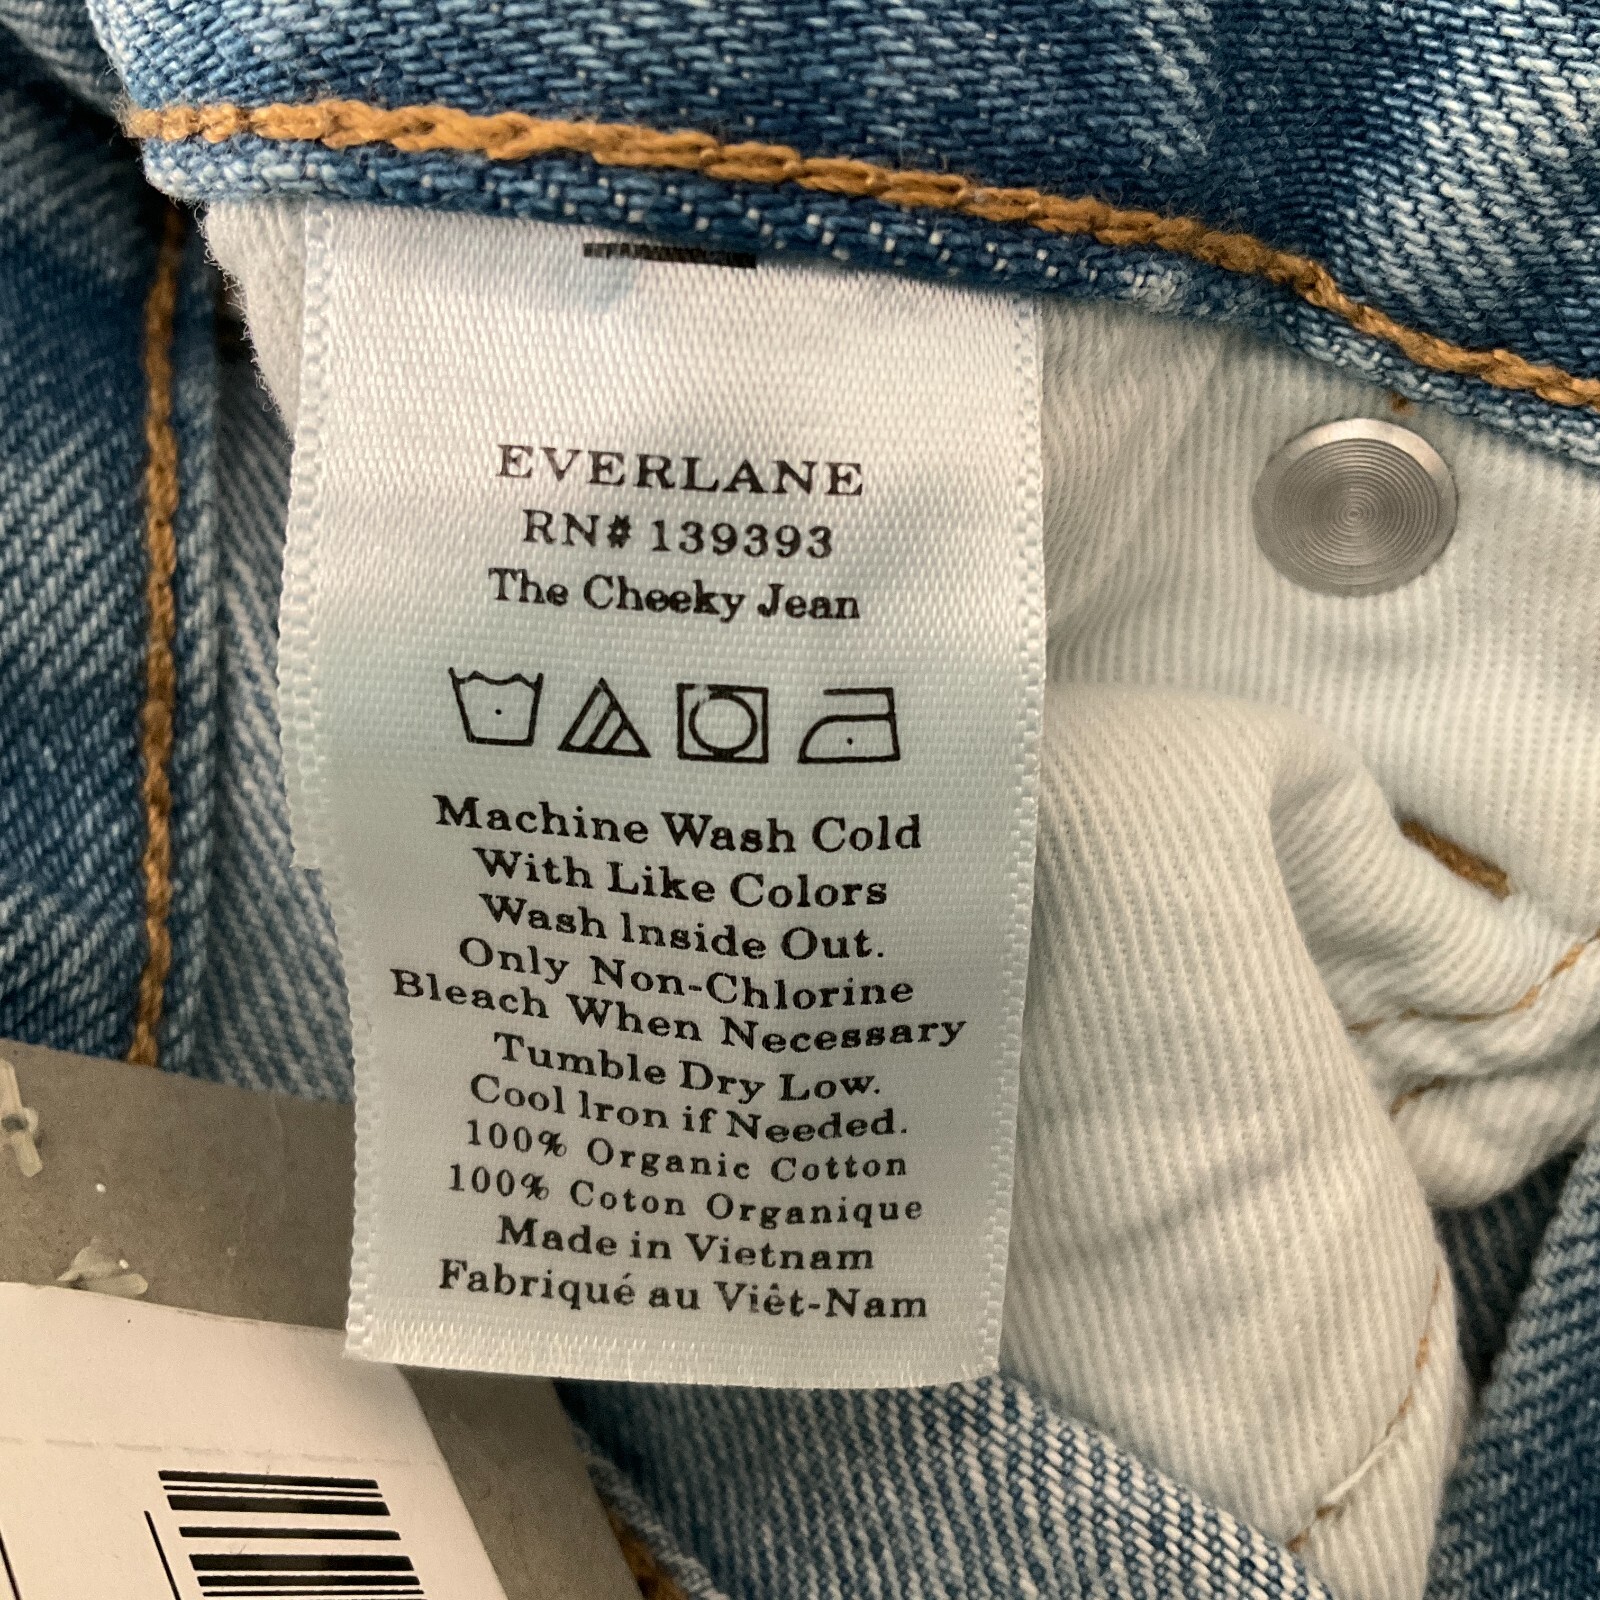 EVERLANE
RN# 139393
The Cheeky Jean
Machine Wash Cold
With Like Colors
Wash Inside Out.
Only Non-Chlorine
Bleach When Necessary
Tumble Dry Low.
Cool Iron if Needed.
100% Organic Cotton
100% Coton Organique
Made in Vietnam
Fabriqué au Viêt-Nam